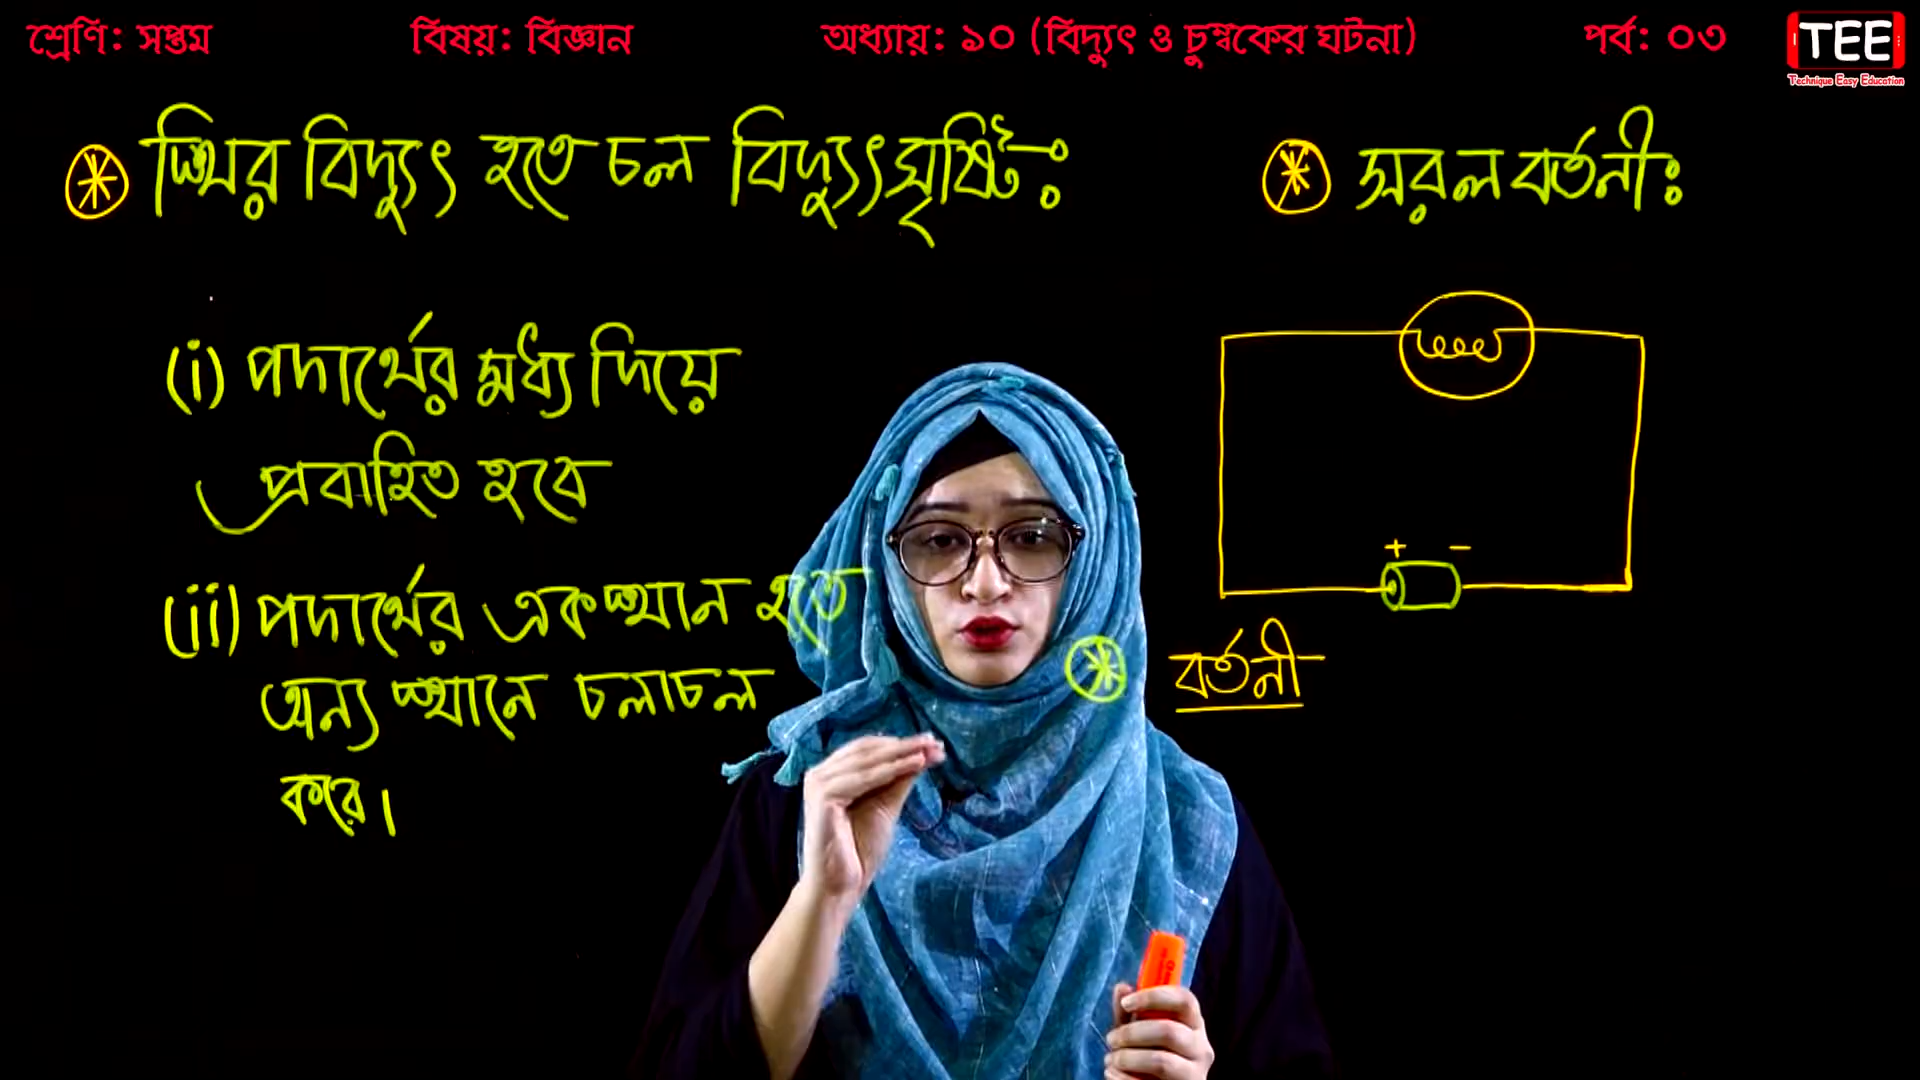 শ্রেণি: সপ্তম
বিষয়: বিজ্ঞান
অধ্যায়: ১০ (বিদ্যুৎ ও চুম্বকের ঘটনা)
পর্ব: ০৩
TEE
Technique Easy Education
স্থির বিদ্যুৎ হতে চল বিদ্যুৎ সৃষ্টি:
(i) পদার্থের মধ্য দিয়ে
প্রবাহিত হবে
(ii) পদার্থের একস্থান হতে
অন্য স্থানে চলাচল
করে।
সরল বর্তনী:
+ −
বর্তনী